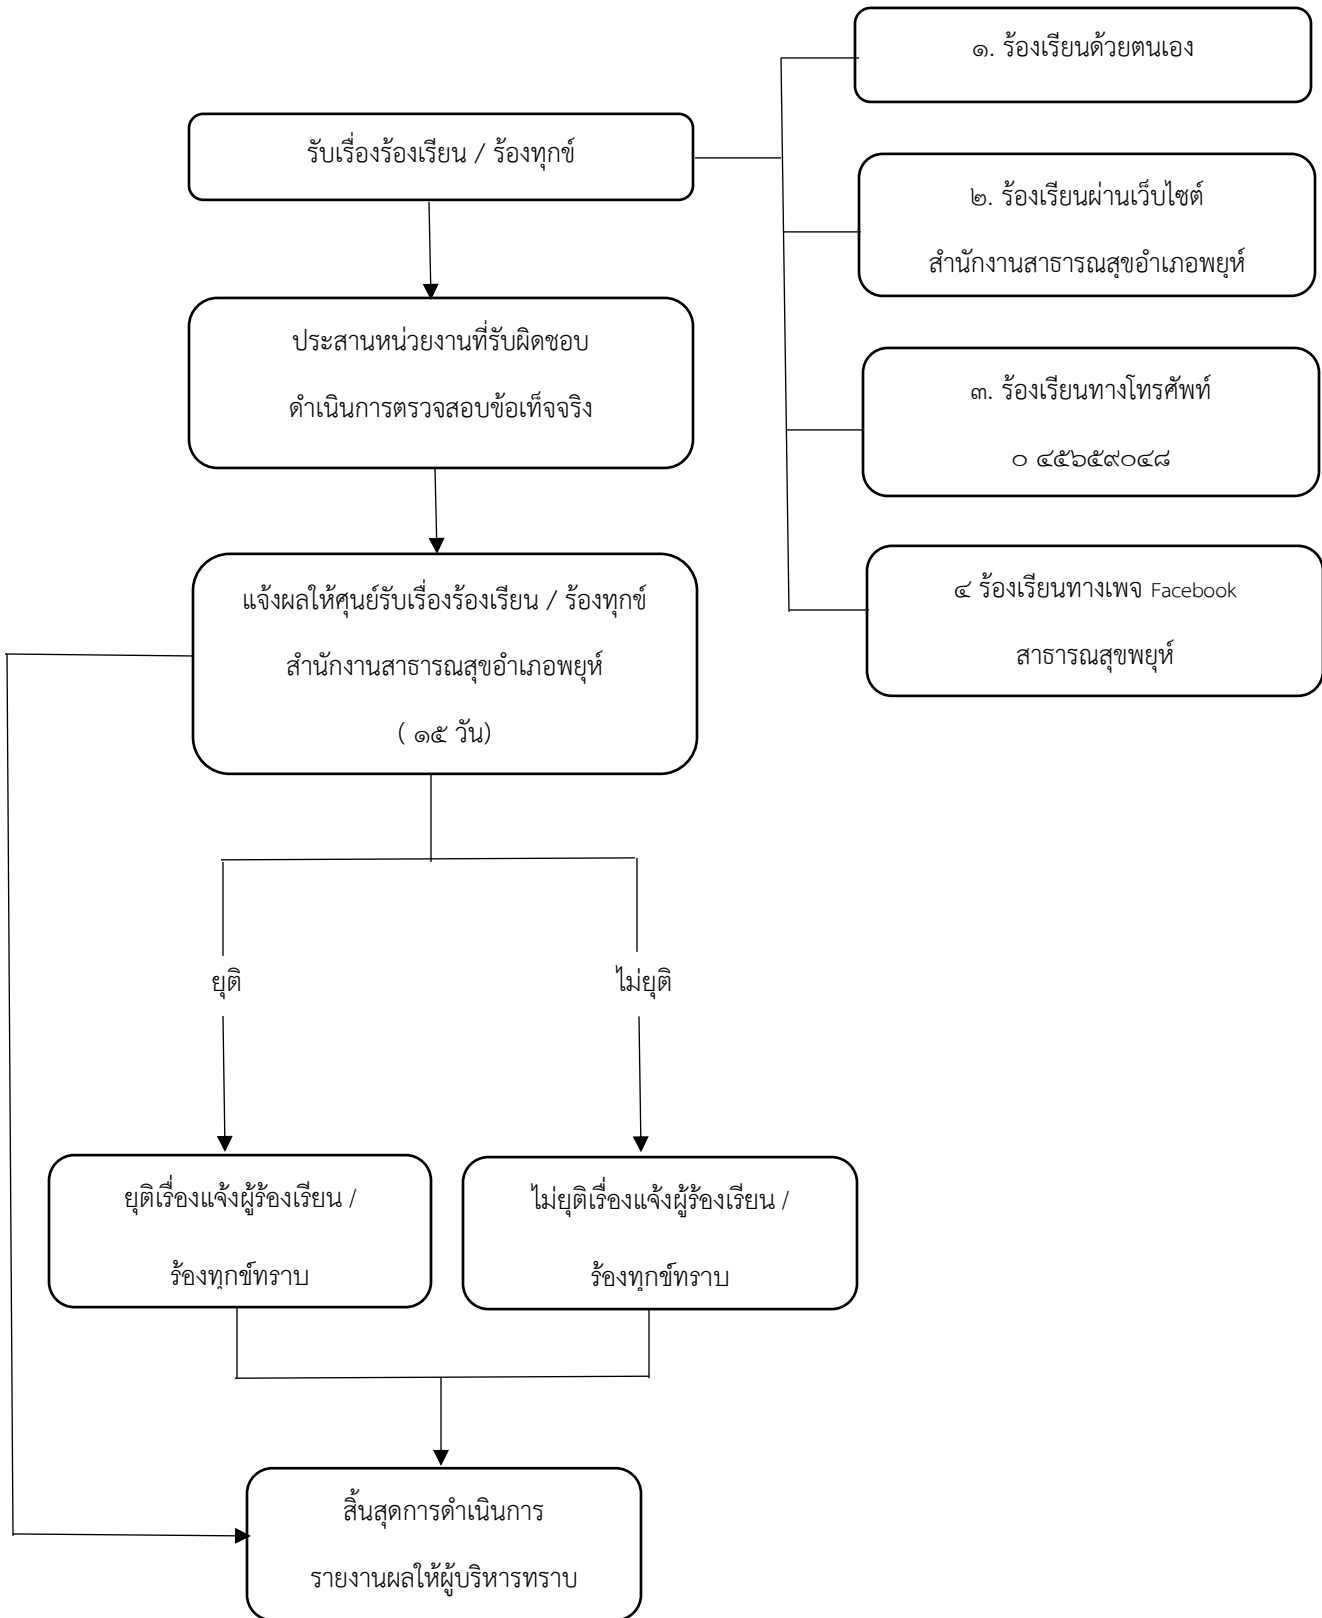 รับเรื่องร้องเรียน / ร้องทุกข์
๑. ร้องเรียนด้วยตนเอง
๒. ร้องเรียนผ่านเว็บไซต์
สำนักงานสาธารณสุขอำเภอพยุห์
๓. ร้องเรียนทางโทรศัพท์
๐ ๔๕๖๕๙๐๔๘
๔ ร้องเรียนทางเพจ Facebook
สาธารณสุขพยุห์
ประสานหน่วยงานที่รับผิดชอบ
ดำเนินการตรวจสอบข้อเท็จจริง
แจ้งผลให้ศูนย์รับเรื่องร้องเรียน / ร้องทุกข์
สำนักงานสาธารณสุขอำเภอพยุห์
( ๑๕ วัน)
ยุติ
ไม่ยุติ
ยุติเรื่องแจ้งผู้ร้องเรียน /
ร้องทุกข์ทราบ
ไม่ยุติเรื่องแจ้งผู้ร้องเรียน /
ร้องทุกข์ทราบ
สิ้นสุดการดำเนินการ
รายงานผลให้ผู้บริหารทราบ